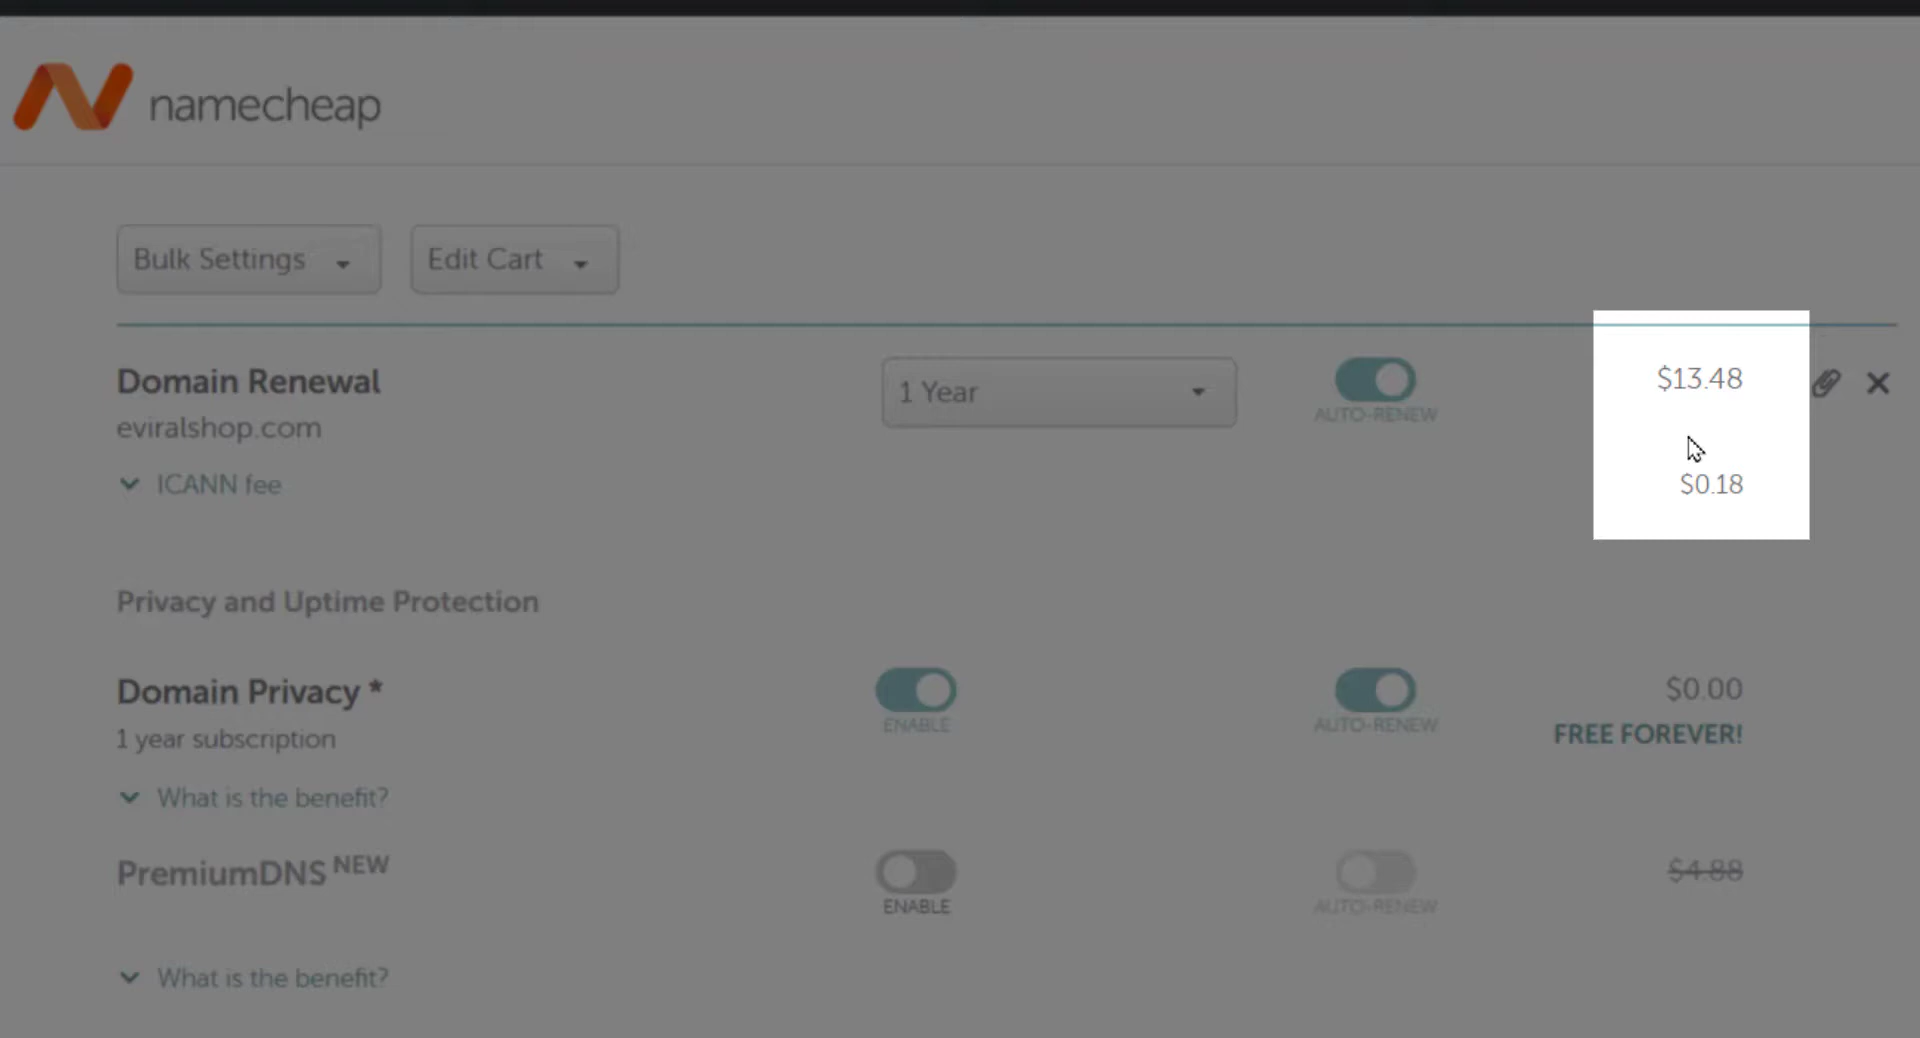 namecheap
Bulk Settings
Edit Cart
Domain Renewal
1 Year
$13.48
AUTO-RENEW
eviralshop.com
ICANN fee
$0.18
Privacy and Uptime Protection
Domain Privacy *
$0.00
ENABLE
AUTO-RENEW
1 year subscription
FREE FOREVER!
What is the benefit?
PremiumDNS NEW
$4.88
ENABLE
AUTO-RENEW
What is the benefit?